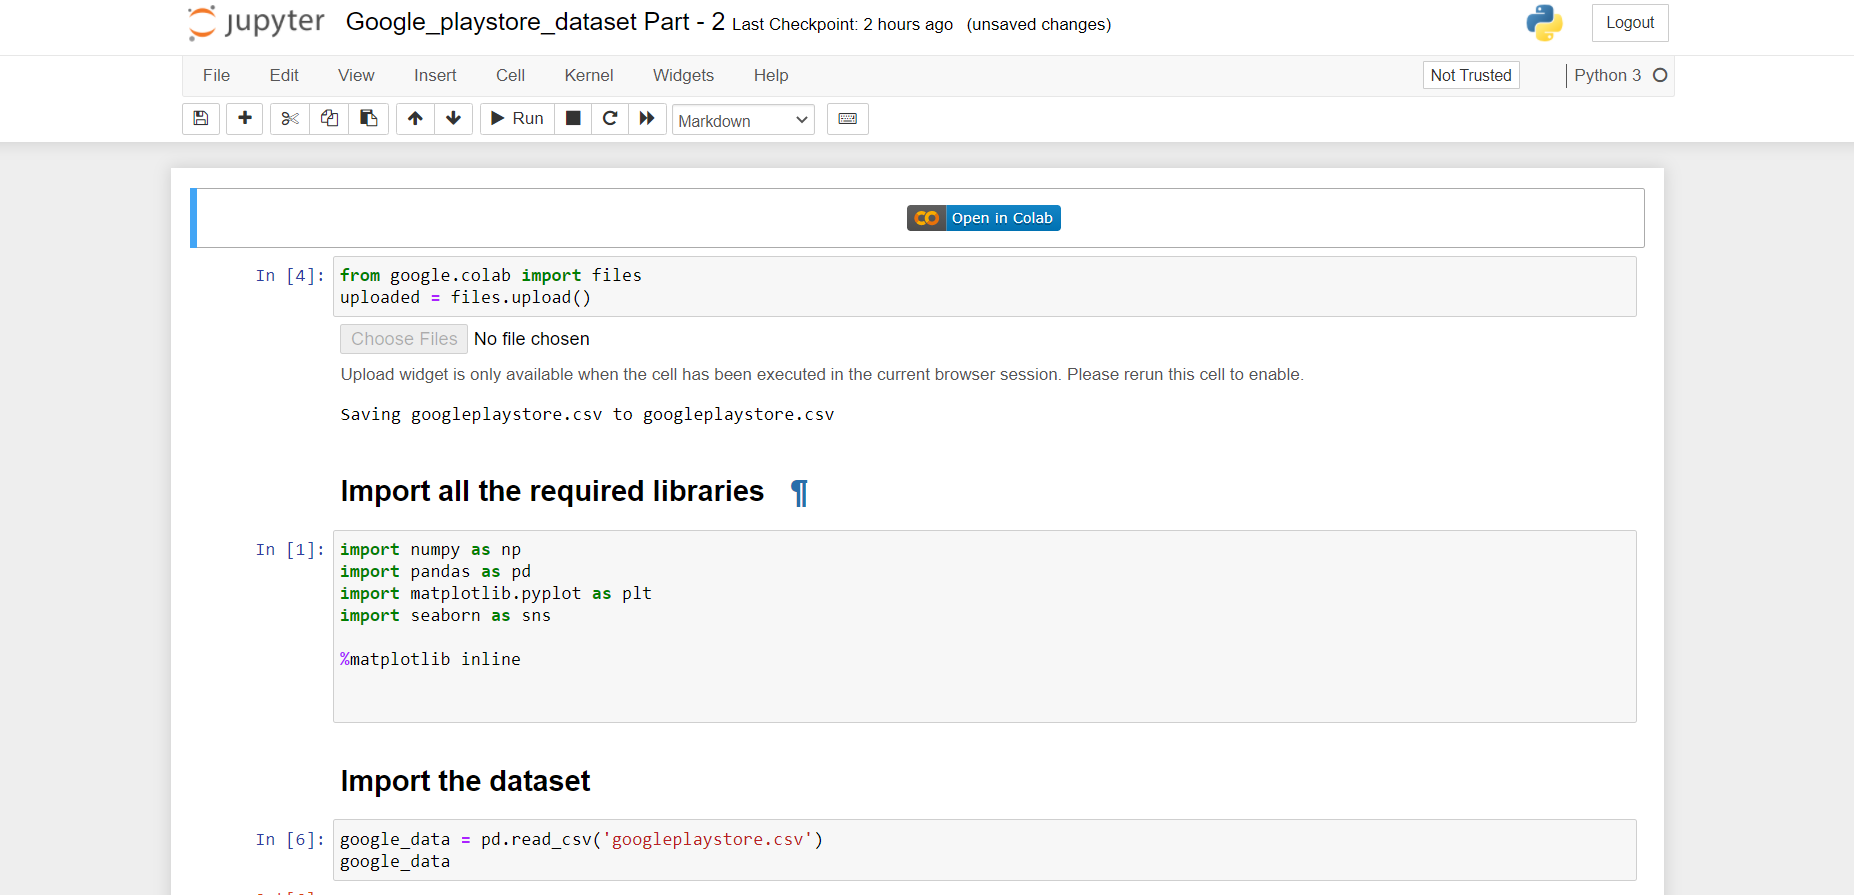 jupyter Google_playstore_dataset Part - 2 Last Checkpoint: 2 hours ago (unsaved changes) Logout
File Edit View Insert Cell Kernel Widgets Help Not Trusted Python 3
Run Markdown
Open in Colab
In [4]: from google.colab import files
uploaded = files.upload()
Choose Files No file chosen
Upload widget is only available when the cell has been executed in the current browser session. Please rerun this cell to enable.
Saving googleplaystore.csv to googleplaystore.csv
Import all the required libraries ¶
In [1]: import numpy as np
import pandas as pd
import matplotlib.pyplot as plt
import seaborn as sns
%matplotlib inline
Import the dataset
In [6]: google_data = pd.read_csv('googleplaystore.csv')
google_data